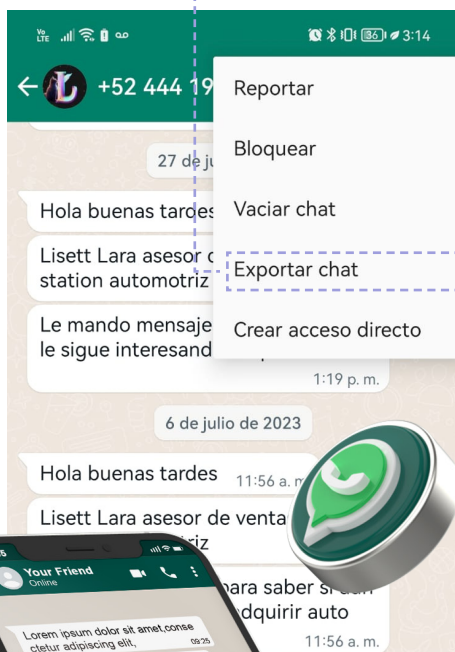 Vo LTE
36 3:14
+52 444 19
Reportar
Bloquear
Vaciar chat
Exportar chat
Crear acceso directo
27 de ju
Hola buenas tardes
Lisett Lara asesor
station automotriz
Le mando mensaje
le sigue interesand
1:19 p. m.
6 de julio de 2023
Hola buenas tardes 11:56 a. m
Lisett Lara asesor de venta
riz
para saber si
dquirir auto
11:56 a. m.
Your Friend
Online
Lorem ipsum dolor sit amet,conse
ctetur adipiscing elit, 09:25